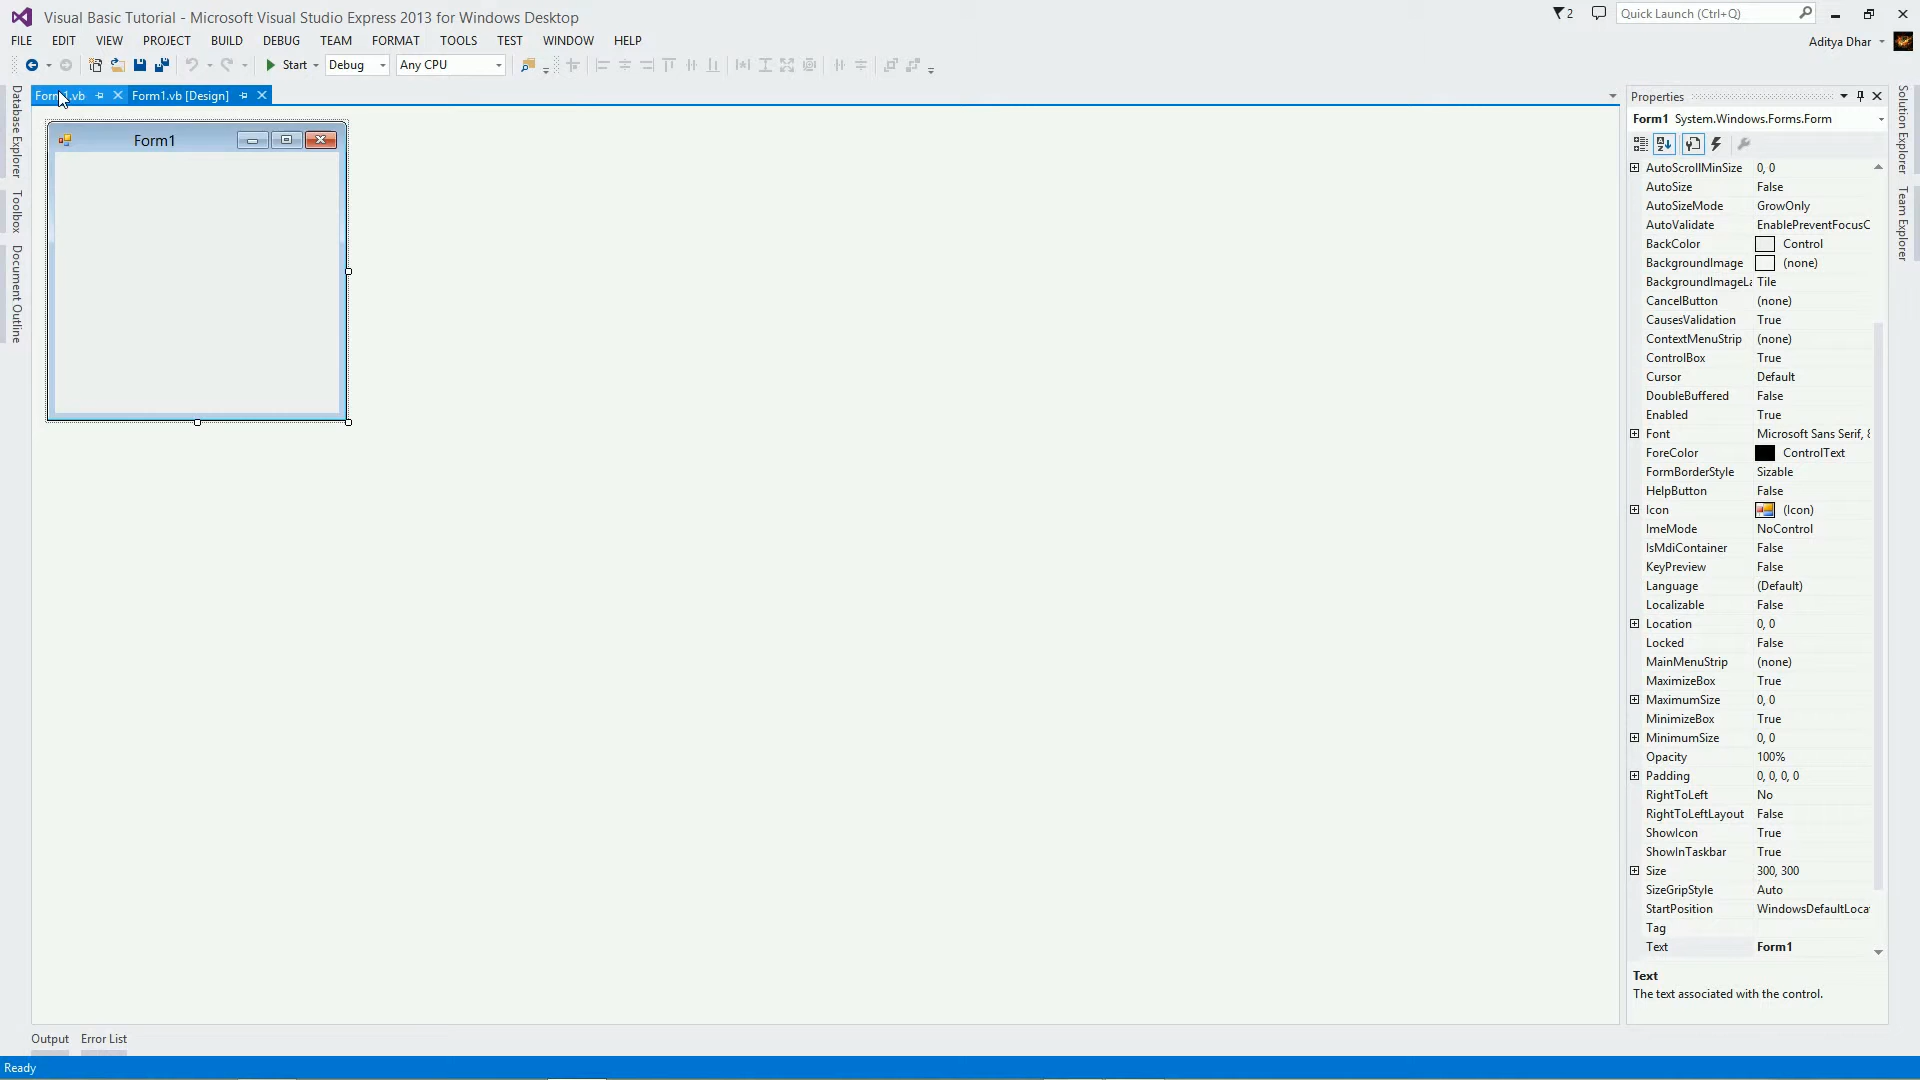 Visual Basic Tutorial - Microsoft Visual Studio Express 2013 for Windows Desktop
2
Quick Launch (Ctrl+Q)
FILE EDIT VIEW PROJECT BUILD DEBUG TEAM FORMAT TOOLS TEST WINDOW HELP
Aditya Dhar
Start Debug Any CPU
Form1.vb Form1.vb [Design]
Database Explorer
Toolbox
Document Outline
Form1
Properties
Form1 System.Windows.Forms.Form
AutoScrollMinSize 0, 0
AutoSize False
AutoSizeMode GrowOnly
AutoValidate EnablePreventFocusC
BackColor Control
BackgroundImage (none)
BackgroundImageLa Tile
CancelButton (none)
CausesValidation True
ContextMenuStrip (none)
ControlBox True
Cursor Default
DoubleBuffered False
Enabled True
Font Microsoft Sans Serif, 8
ForeColor ControlText
FormBorderStyle Sizable
HelpButton False
Icon (Icon)
ImeMode NoControl
IsMdiContainer False
KeyPreview False
Language (Default)
Localizable False
Location 0, 0
Locked False
MainMenuStrip (none)
MaximizeBox True
MaximumSize 0, 0
MinimizeBox True
MinimumSize 0, 0
Opacity 100%
Padding 0, 0, 0, 0
RightToLeft No
RightToLeftLayout False
ShowIcon True
ShowInTaskbar True
Size 300, 300
SizeGripStyle Auto
StartPosition WindowsDefaultLocat
Tag
Text Form1
Text
The text associated with the control.
Solution Explorer
Team Explorer
Output Error List
Ready